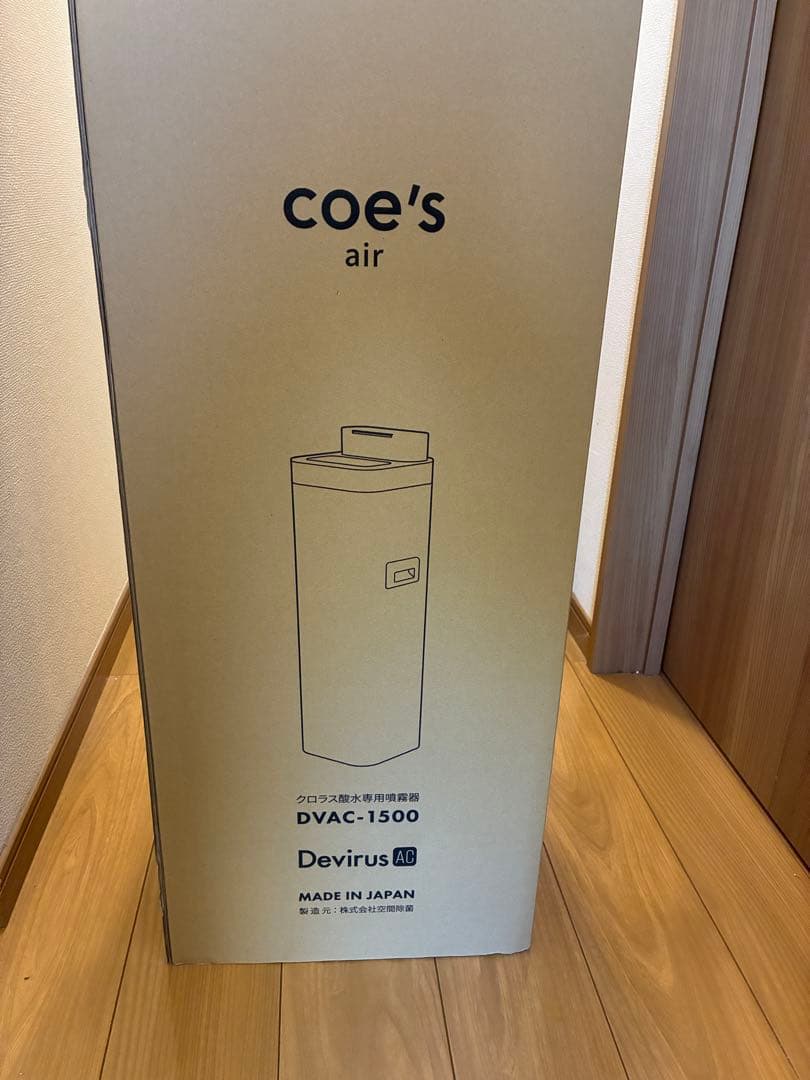 coe's
air
クロラス酸水専用噴霧器
DVAC-1500
Devirus AC
MADE IN JAPAN
製造元：株式会社空間除菌